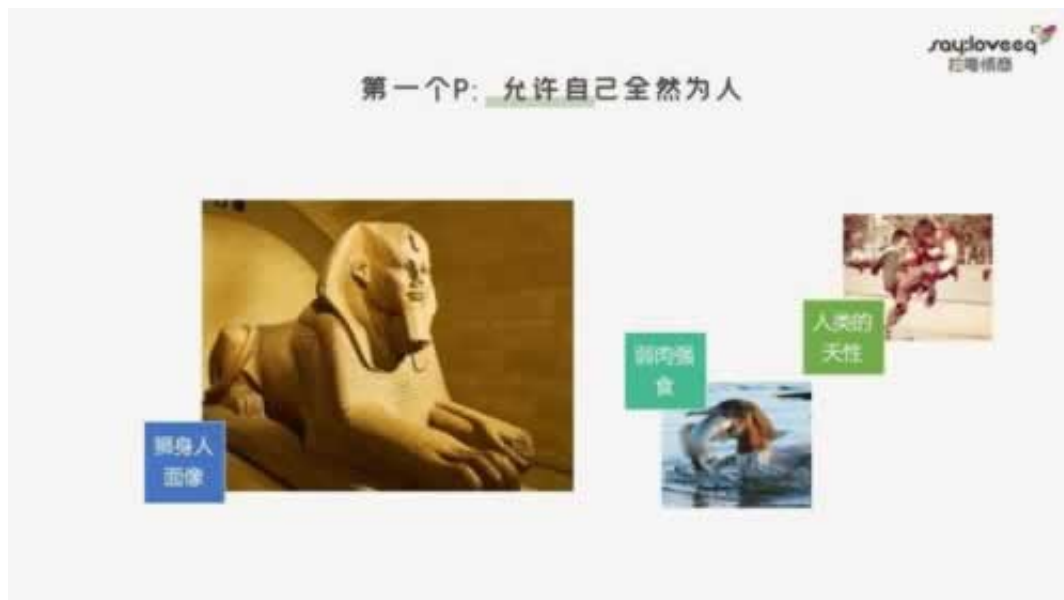 sayloveeq
第一个P: 允许自己全然为人
人类的
天性
弱肉强
食
狮身人
面像